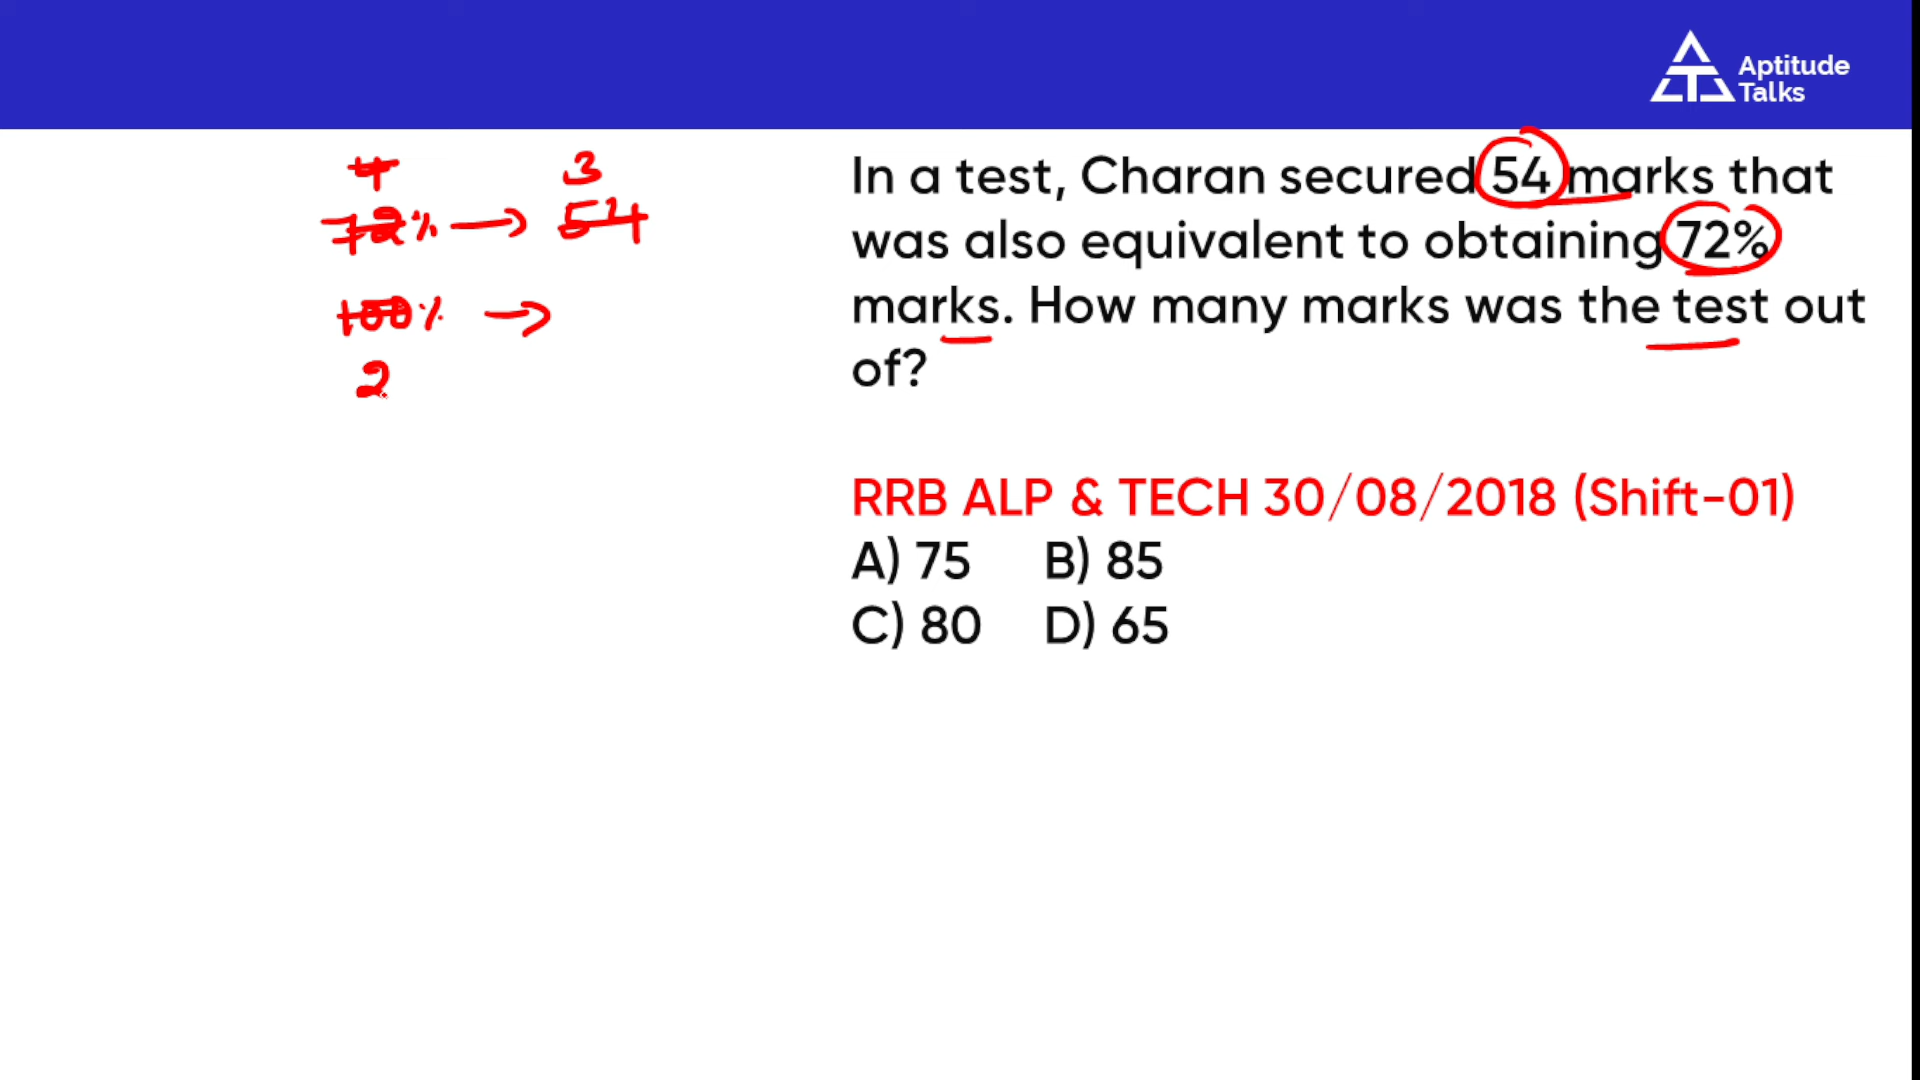 Aptitude
Talks
4
72% → 54
3
100% →
2
In a test, Charan secured 54 marks that
was also equivalent to obtaining 72%
marks. How many marks was the test out
of?
RRB ALP & TECH 30/08/2018 (Shift-01)
A) 75 B) 85
C) 80 D) 65